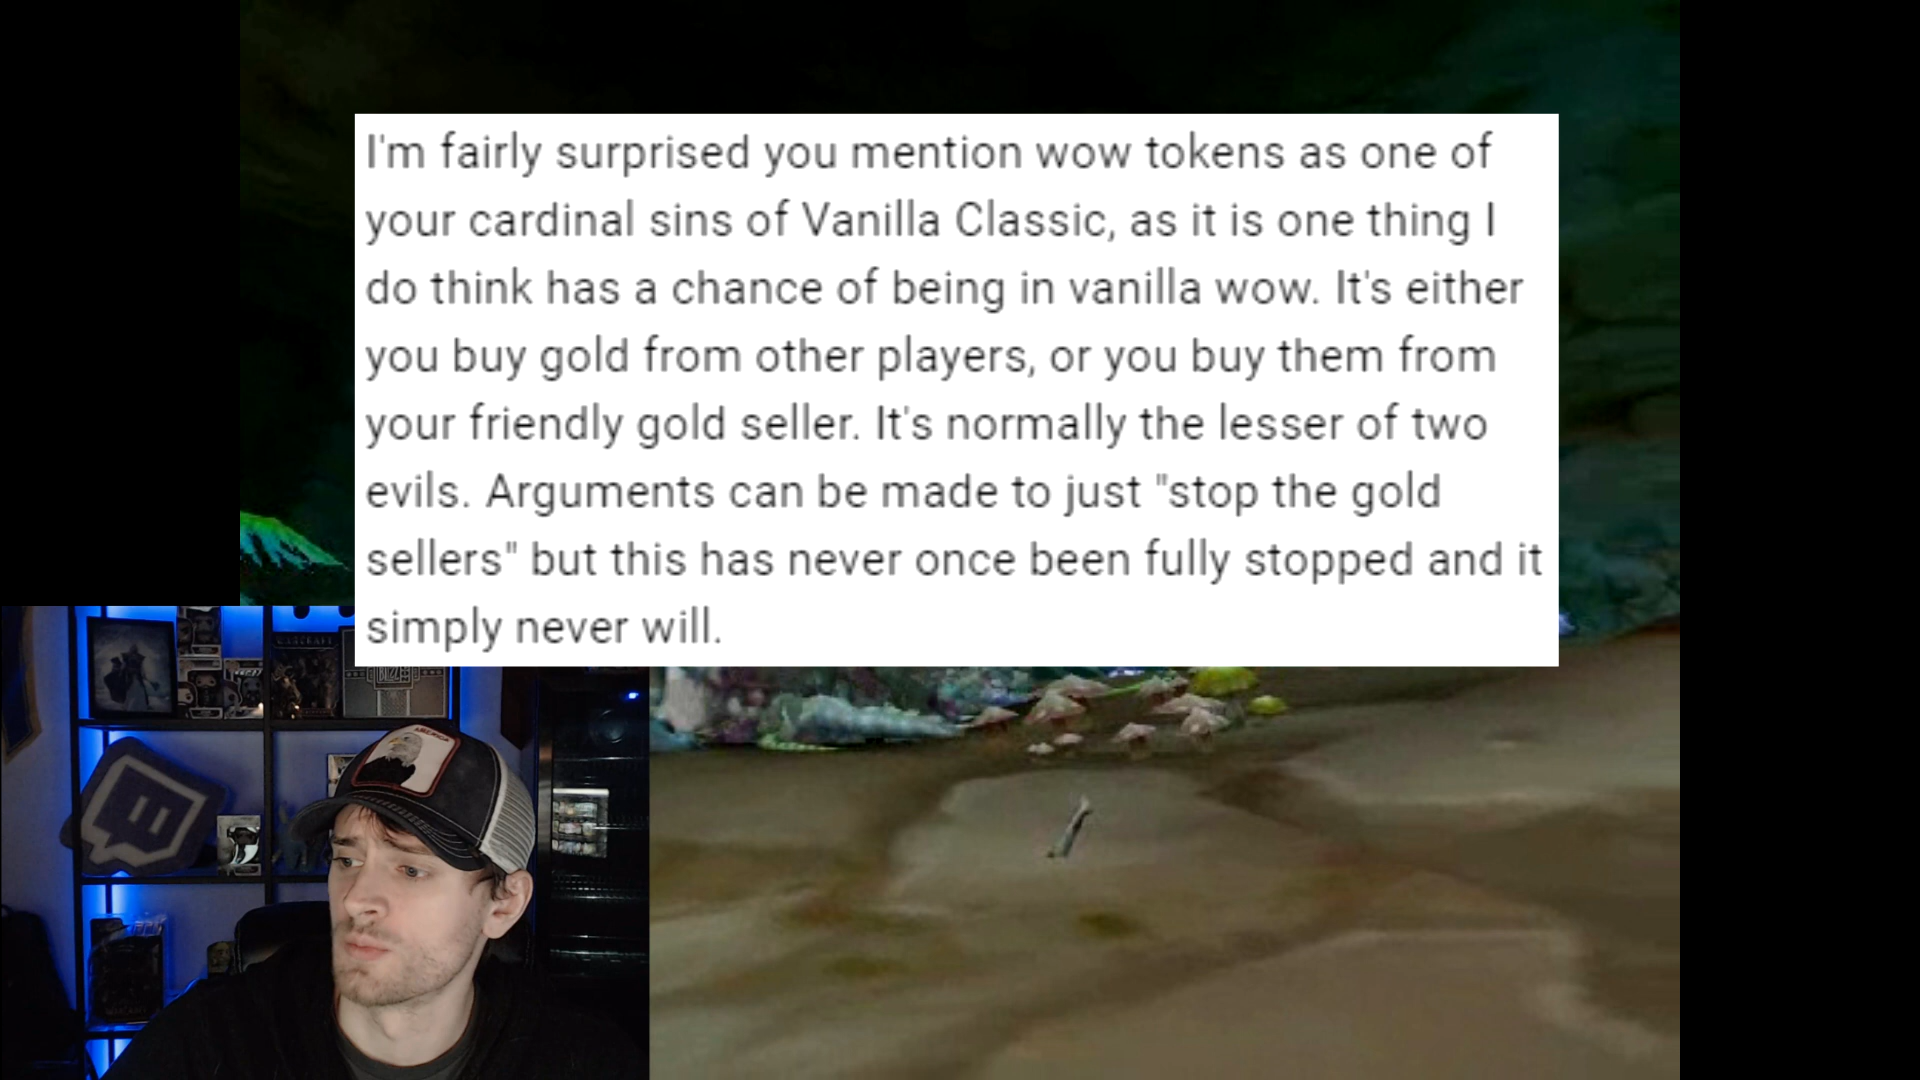 I'm fairly surprised you mention wow tokens as one of
your cardinal sins of Vanilla Classic, as it is one thing I
do think has a chance of being in vanilla wow. It's either
you buy gold from other players, or you buy them from
your friendly gold seller. It's normally the lesser of two
evils. Arguments can be made to just "stop the gold
sellers" but this has never once been fully stopped and it
simply never will.
AMERICA